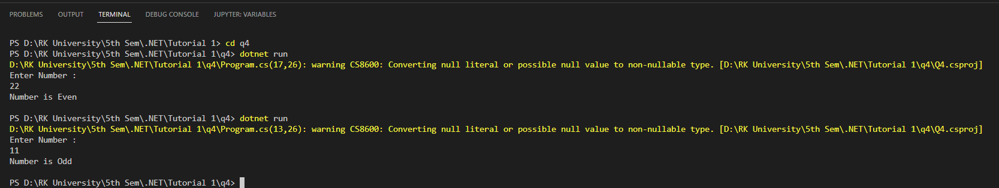 PROBLEMS OUTPUT TERMINAL DEBUG CONSOLE JUPYTER: VARIABLES
PS D:\RK University\5th Sem\.NET\Tutorial 1> cd q4
PS D:\RK University\5th Sem\.NET\Tutorial 1\q4> dotnet run
D:\RK University\5th Sem\.NET\Tutorial 1\q4\Program.cs(17,26): warning CS8600: Converting null literal or possible null value to non-nullable type. [D:\RK University\5th Sem\.NET\Tutorial 1\q4\Q4.csproj]
Enter Number :
22
Number is Even
PS D:\RK University\5th Sem\.NET\Tutorial 1\q4> dotnet run
D:\RK University\5th Sem\.NET\Tutorial 1\q4\Program.cs(13,26): warning CS8600: Converting null literal or possible null value to non-nullable type. [D:\RK University\5th Sem\.NET\Tutorial 1\q4\Q4.csproj]
Enter Number :
11
Number is Odd
PS D:\RK University\5th Sem\.NET\Tutorial 1\q4>